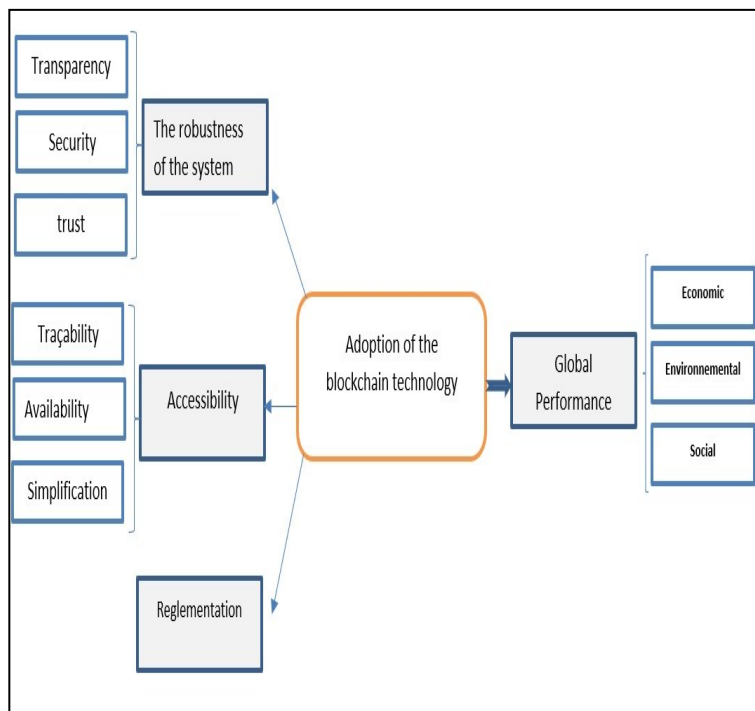 Transparency
Security
trust
The robustness
of the system
Traçability
Availability
Simplification
Accessibility
Reglementation
Adoption of the
blockchain technology
Global
Performance
Economic
Environnemental
Social